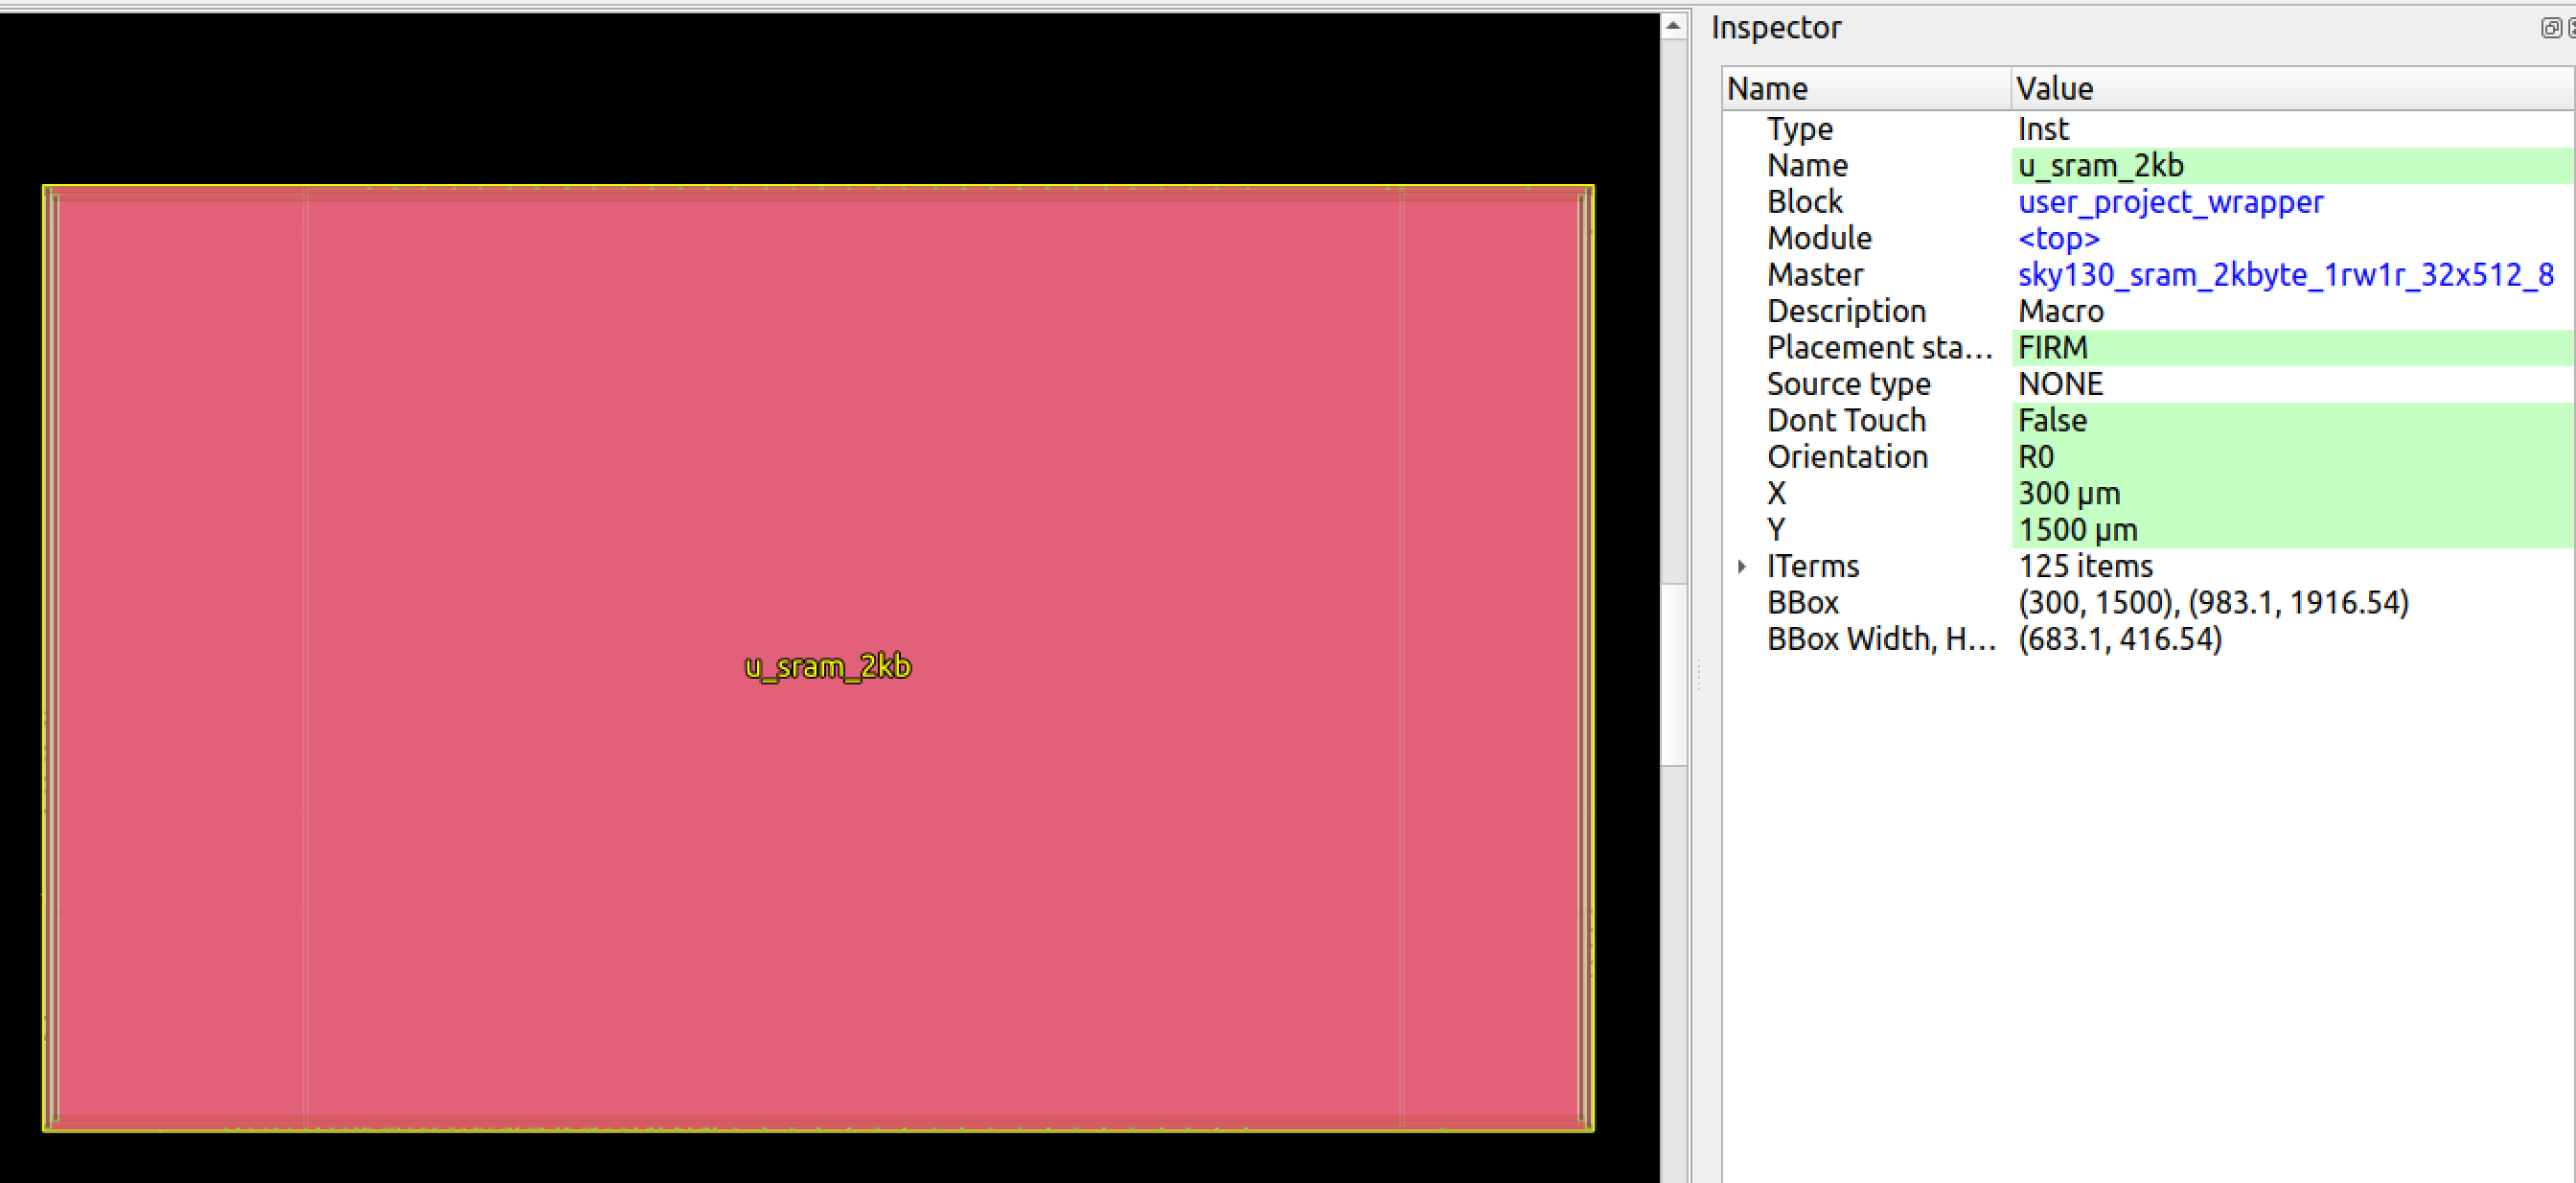 Inspector
Name Value
Type Inst
Name u_sram_2kb
Block user_project_wrapper
Module <top>
Master sky130_sram_2kbyte_1rw1r_32x512_8
Description Macro
Placement sta... FIRM
Source type NONE
Dont Touch False
Orientation R0
X 300 μm
Y 1500 μm
ITerms 125 items
BBox (300, 1500), (983.1, 1916.54)
BBox Width, H... (683.1, 416.54)
u_sram_2kb